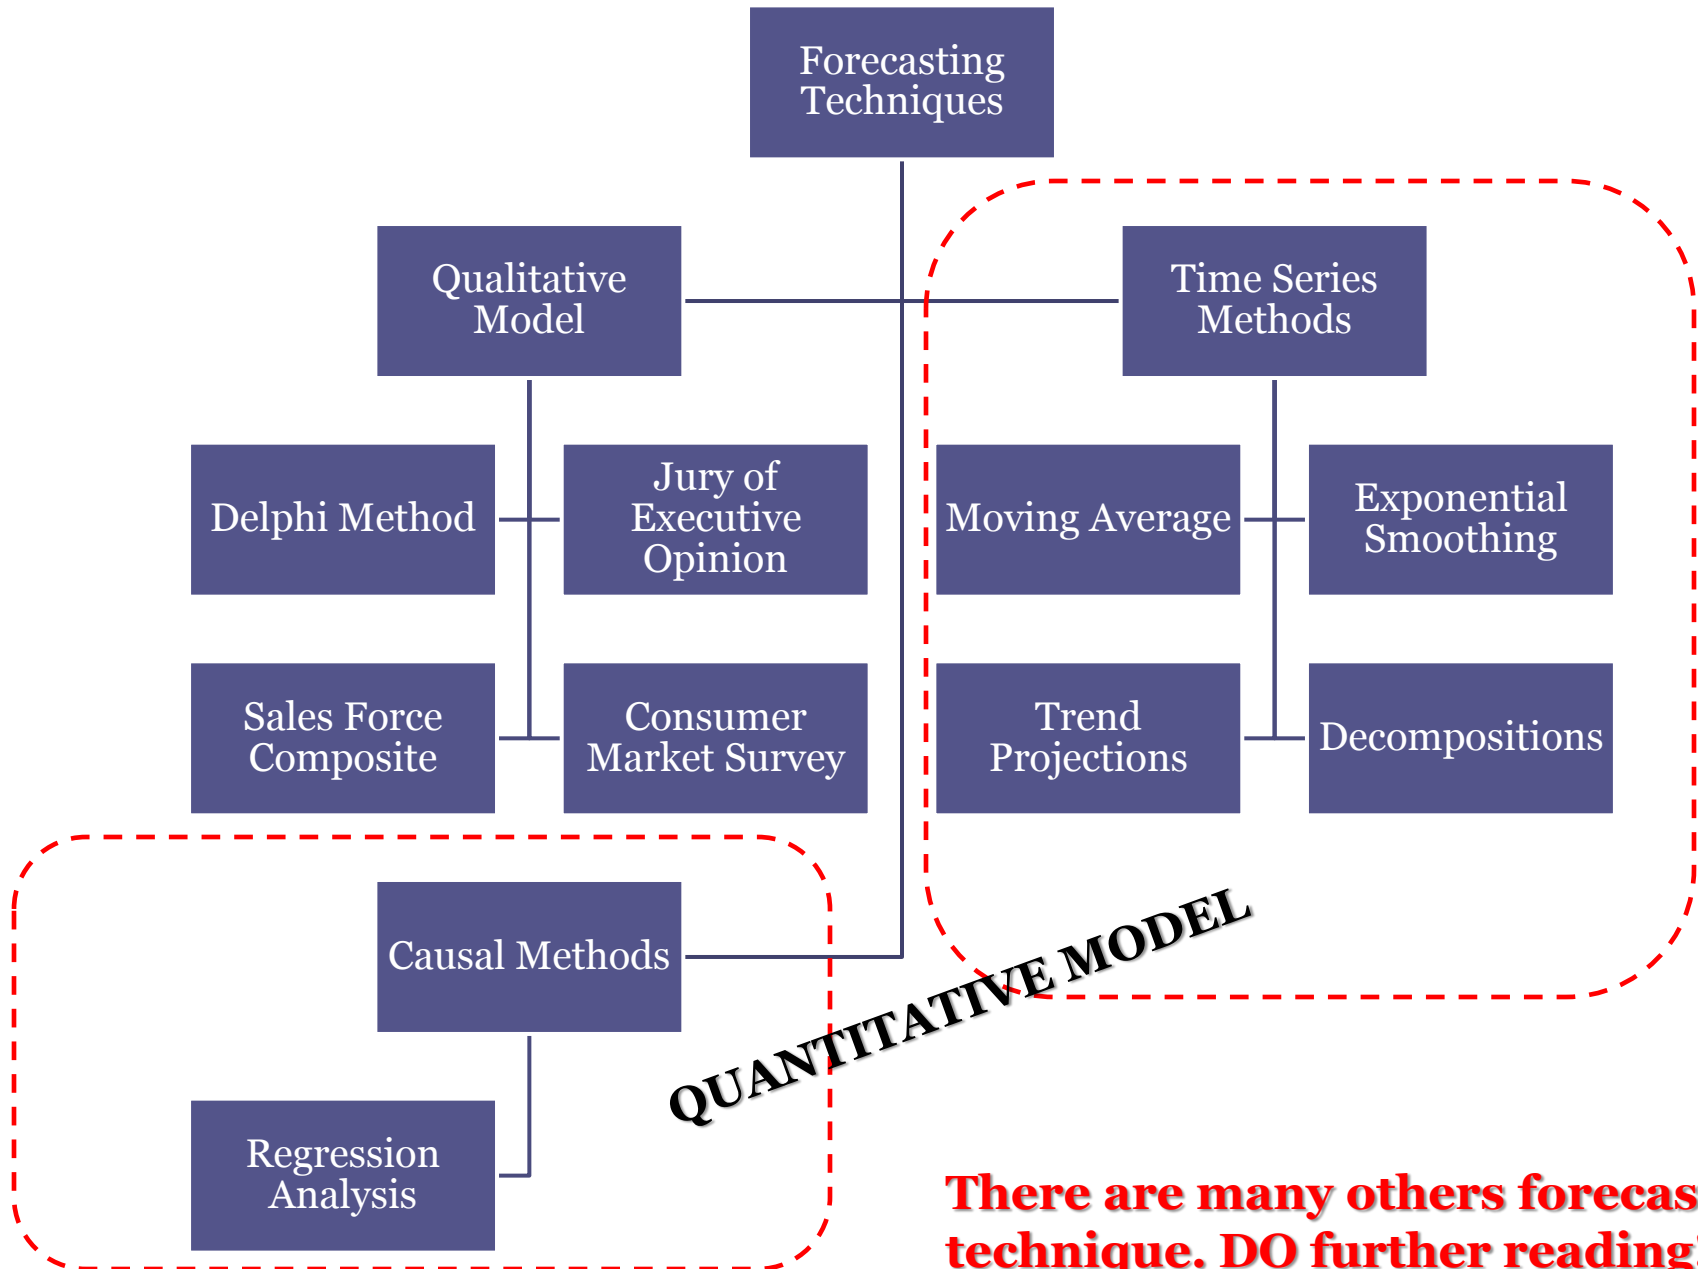 Forecasting
Techniques
Qualitative
Model
Time Series
Methods
Delphi Method
Jury of
Executive
Opinion
Moving Average
Exponential
Smoothing
Sales Force
Composite
Consumer
Market Survey
Trend
Projections
Decompositions
Causal Methods
QUANTITATIVE MODEL
Regression
Analysis
There are many others forecas
technique. DO further reading